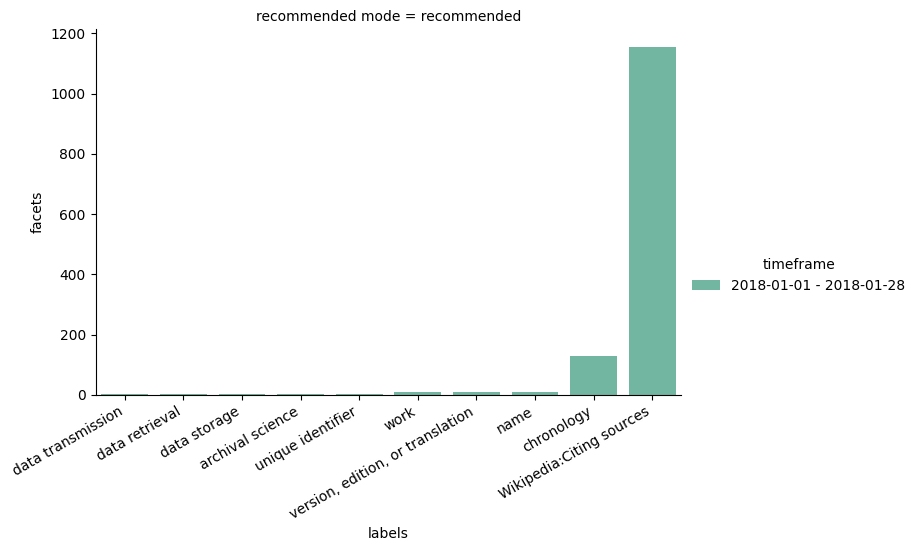 recommended mode = recommended
1200
1000
800
600
400
200
0
facets
timeframe
2018-01-01 - 2018-01-28
data transmission
data retrieval
data storage
archival science
unique identifier
work
version, edition, or translation
name
chronology
Wikipedia:Citing sources
labels